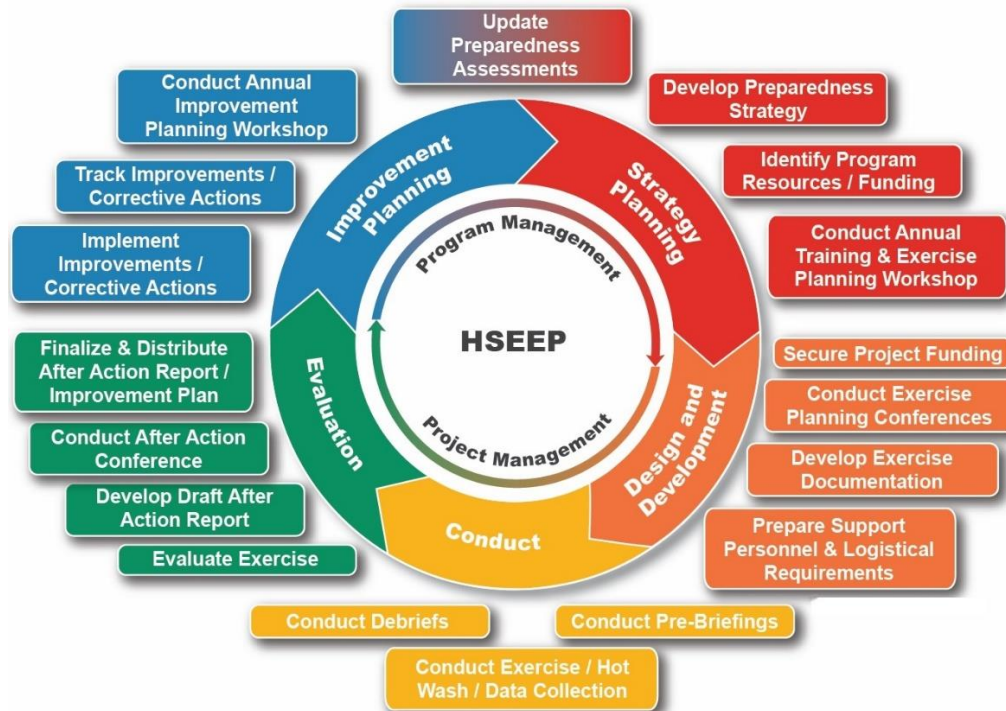 Update
Preparedness
Assessments
Develop Preparedness
Strategy
Identify Program
Resources / Funding
Conduct Annual
Training & Exercise
Planning Workshop
Secure Project Funding
Conduct Exercise
Planning Conferences
Develop Exercise
Documentation
Prepare Support
Personnel & Logistical
Requirements
Conduct Pre-Briefings
Conduct Exercise / Hot
Wash / Data Collection
Conduct Debriefs
Evaluate Exercise
Develop Draft After
Action Report
Conduct After Action
Conference
Finalize & Distribute
After Action Report /
Improvement Plan
Implement
Improvements /
Corrective Actions
Track Improvements /
Corrective Actions
Conduct Annual
Improvement
Planning Workshop
Strategy
Planning
Design and
Development
Conduct
Evaluation
Improvement
Planning
Program Management
HSEEP
Project Management